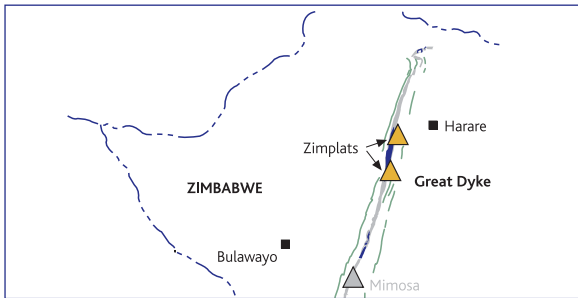 Harare
Zimplats
ZIMBABWE
Great Dyke
Bulawayo
Mimosa